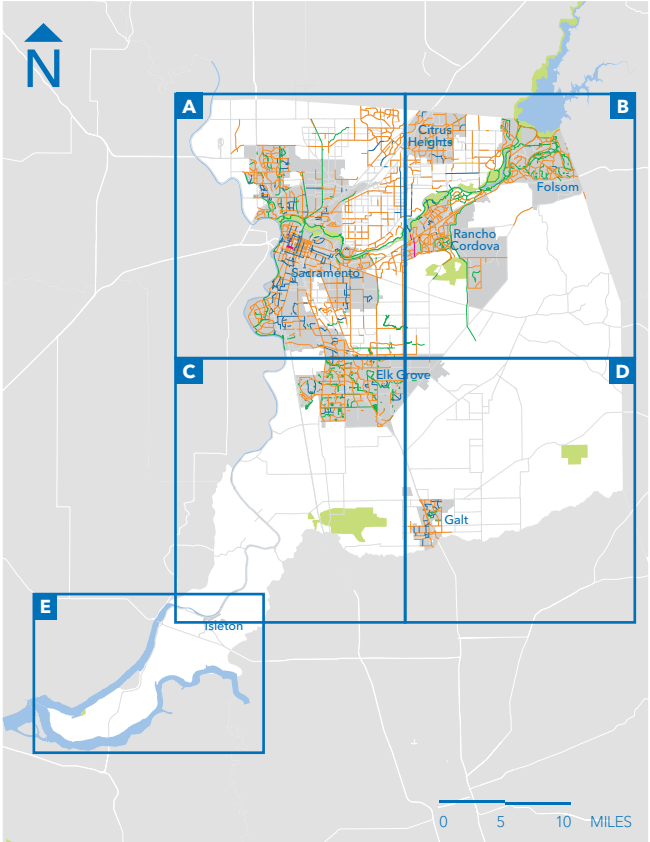 N
A
B
Citrus
Heights
Folsom
Rancho
Cordova
Sacramento
C
Elk Grove
D
Galt
E
Isleton
0 5 10 MILES